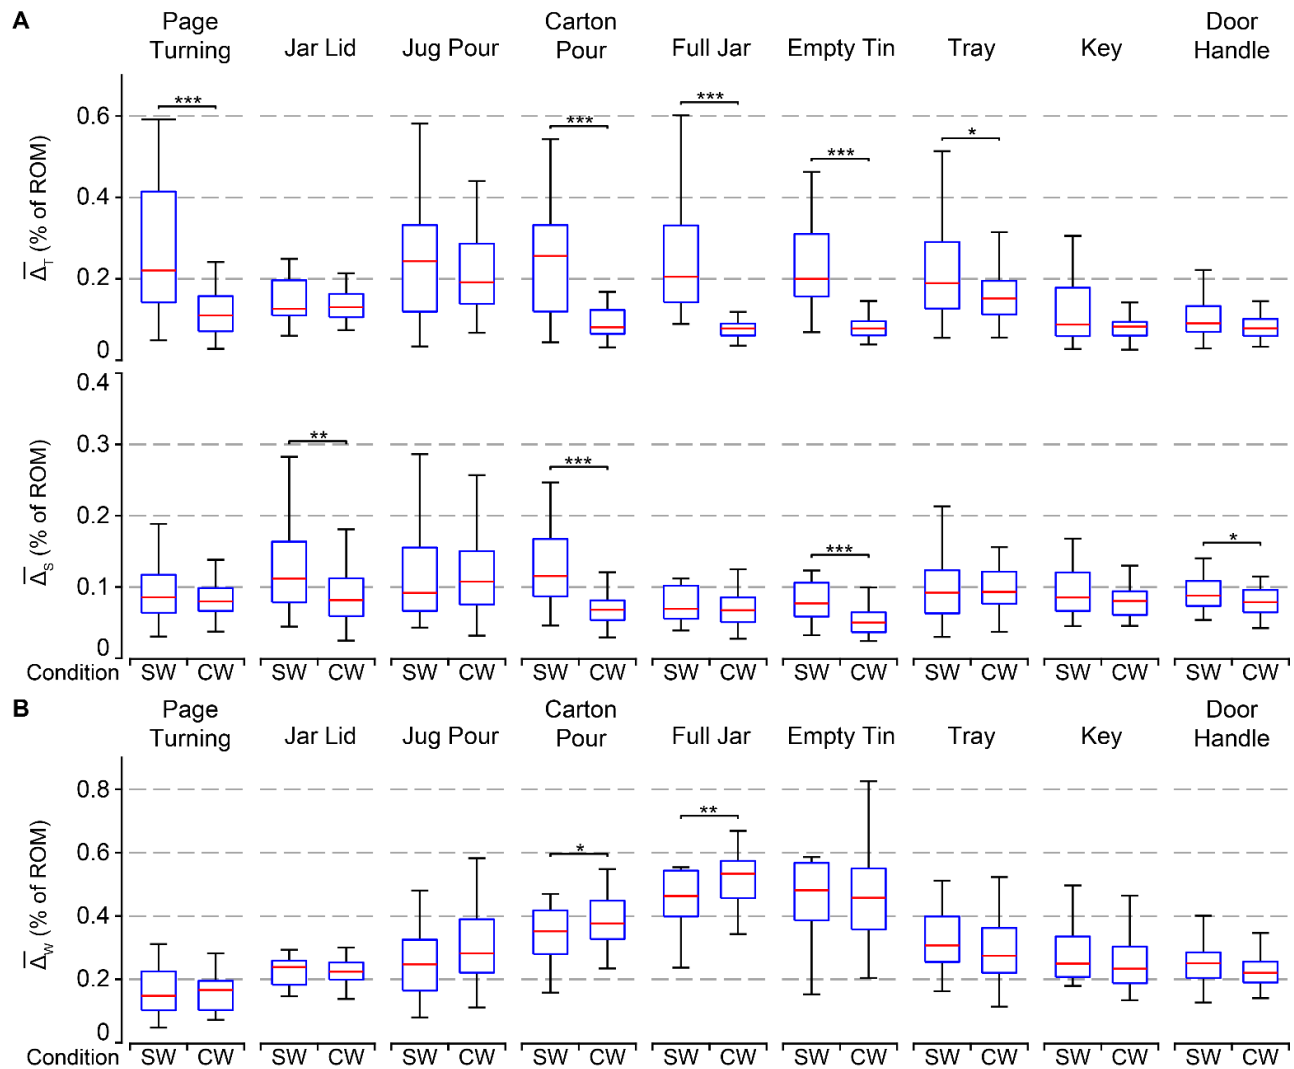 A
Page Turning Jar Lid Jug Pour Carton Pour Full Jar Empty Tin Tray Key Door Handle
Δ̅T (% of ROM)
0.6
0.4
0.2
0
*** *** *** *** *
Δ̅S (% of ROM)
0.4
0.3
0.2
0.1
0
** *** *** *
Condition SW CW SW CW SW CW SW CW SW CW SW CW SW CW SW CW SW CW
B
Page Turning Jar Lid Jug Pour Carton Pour Full Jar Empty Tin Tray Key Door Handle
Δ̅W (% of ROM)
0.8
0.6
0.4
0.2
0
* **
Condition SW CW SW CW SW CW SW CW SW CW SW CW SW CW SW CW SW CW